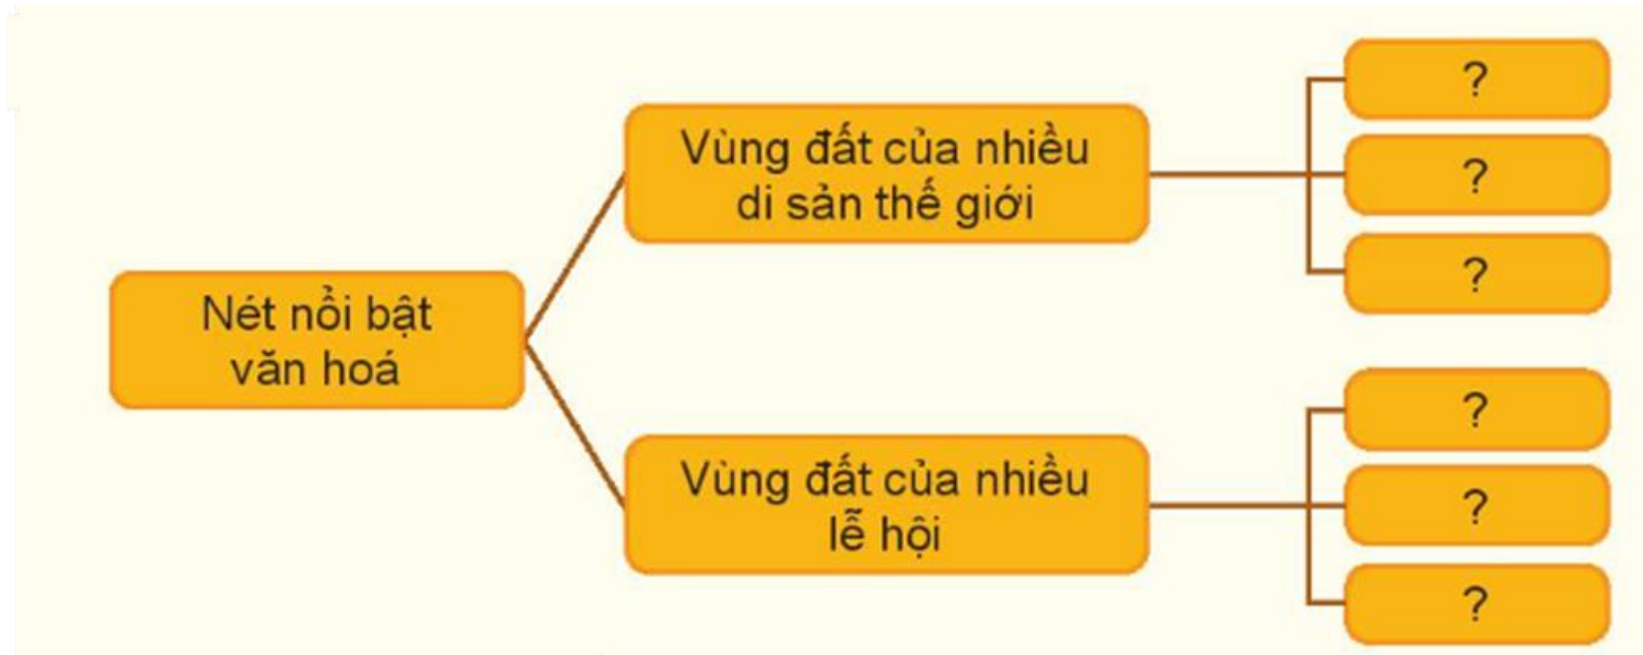 Nét nổi bật
văn hoá
Vùng đất của nhiều
di sản thế giới
?
?
?
Vùng đất của nhiều
lễ hội
?
?
?